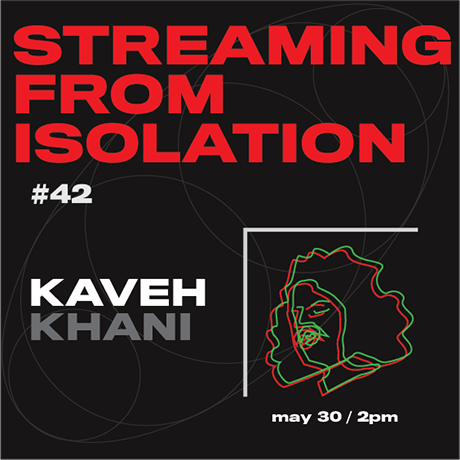 STREAMING
FROM
ISOLATION
#42
KAVEH
KHANI
may 30 / 2pm